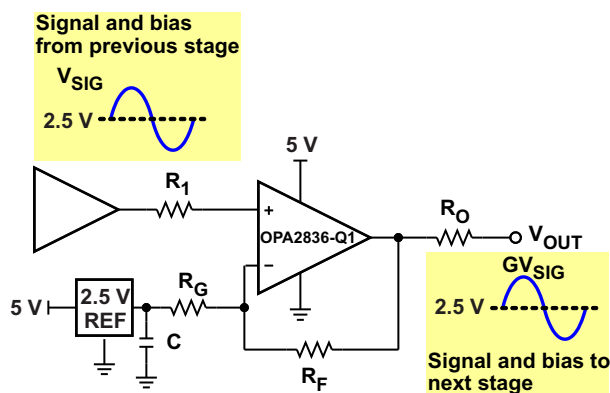 Signal and bias
from previous stage
VSIG
2.5 V
5 V
R1
+
OPA2836-Q1
−
RO
VOUT
GVSIG
2.5 V
Signal and bias to
next stage
5 V
2.5 V
REF
RG
C
RF